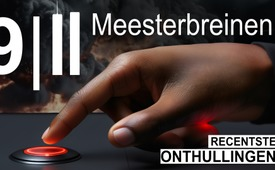 9|11 Meesterbreinen
RECENTSTE
ONTHULLINGEN